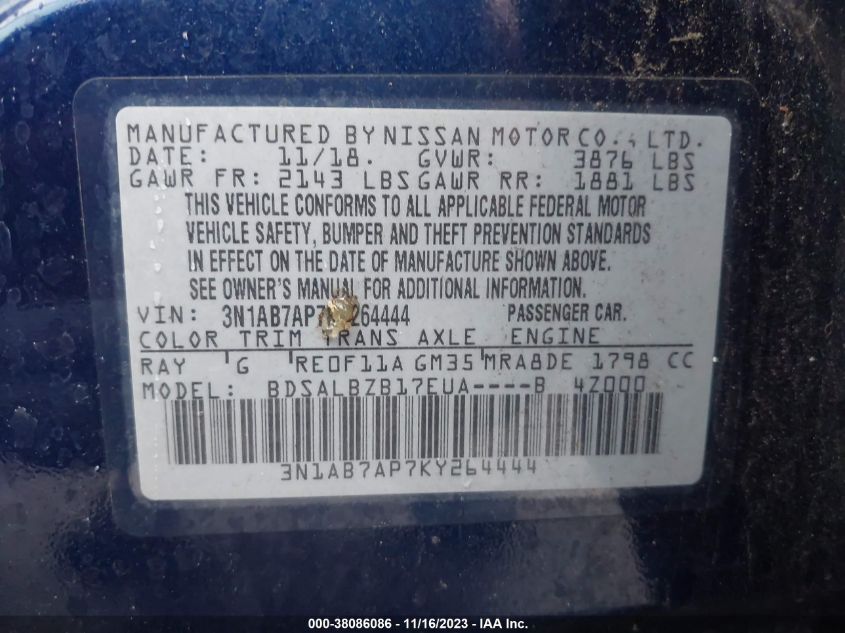 MANUFACTURED BY NISSAN MOTOR CO., LTD.
DATE: 11/18. GVWR: 3876 LBS
GAWR FR: 2143 LBS GAWR RR: 1881 LBS
THIS VEHICLE CONFORMS TO ALL APPLICABLE FEDERAL MOTOR
VEHICLE SAFETY, BUMPER AND THEFT PREVENTION STANDARDS
IN EFFECT ON THE DATE OF MANUFACTURE SHOWN ABOVE.
SEE OWNER'S MANUAL FOR ADDITIONAL INFORMATION.
VIN: 3N1AB7AP7 264444 PASSENGER CAR.
COLOR TRIM TRANS AXLE ENGINE
RAY G RE0F11A GM35 MRA8DE 1798 CC
MODEL: BDSALBZB17EUA----B 4Z000 -
3N1AB7AP7KY264444
000-38086086 - 11/16/2023 - IAA Inc.